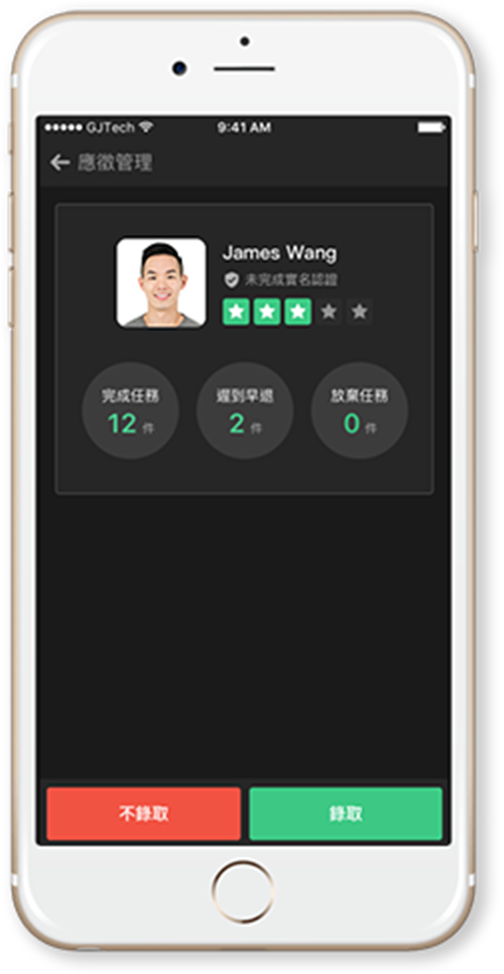 GJTech 9:41 AM
應徵管理
James Wang
未完成實名認證
完成任務 遲到早退 放棄任務
12 件 2 件 0 件
不錄取 錄取